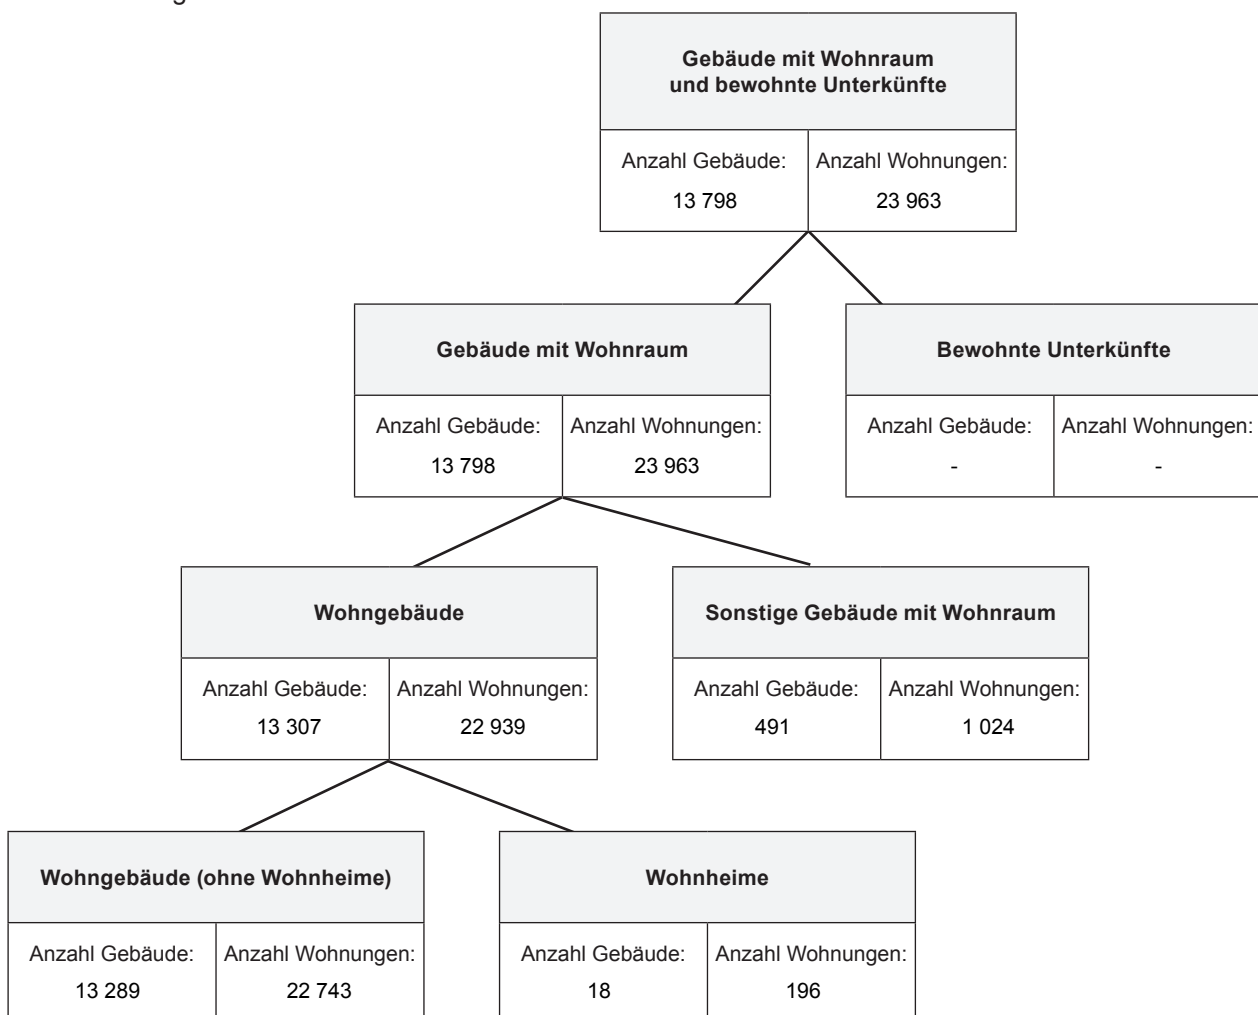 Gebäude mit Wohnraum
und bewohnte Unterkünfte
Anzahl Gebäude: Anzahl Wohnungen:
13 798 23 963
Gebäude mit Wohnraum Bewohnte Unterkünfte
Anzahl Gebäude: Anzahl Wohnungen: Anzahl Gebäude: Anzahl Wohnungen:
13 798 23 963 - -
Wohngebäude Sonstige Gebäude mit Wohnraum
Anzahl Gebäude: Anzahl Wohnungen: Anzahl Gebäude: Anzahl Wohnungen:
13 307 22 939 491 1 024
Wohngebäude (ohne Wohnheime) Wohnheime
Anzahl Gebäude: Anzahl Wohnungen: Anzahl Gebäude: Anzahl Wohnungen:
13 289 22 743 18 196